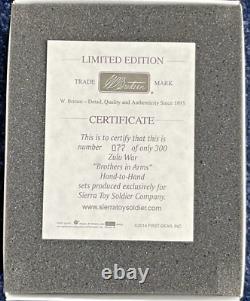 LIMITED EDITION
TRADE W. Britain MARK
W. Britain – Detail, Quality and Authenticity Since 1893
CERTIFICATE
This is to certify that this is
number 077 of only 300
Zulu War
"Brothers in Arms"
Hand-to-Hand
sets produced exclusively for
Sierra Toy Soldier Company.
www.sierratoysoldier.com
©2014 FIRST GEAR, INC.